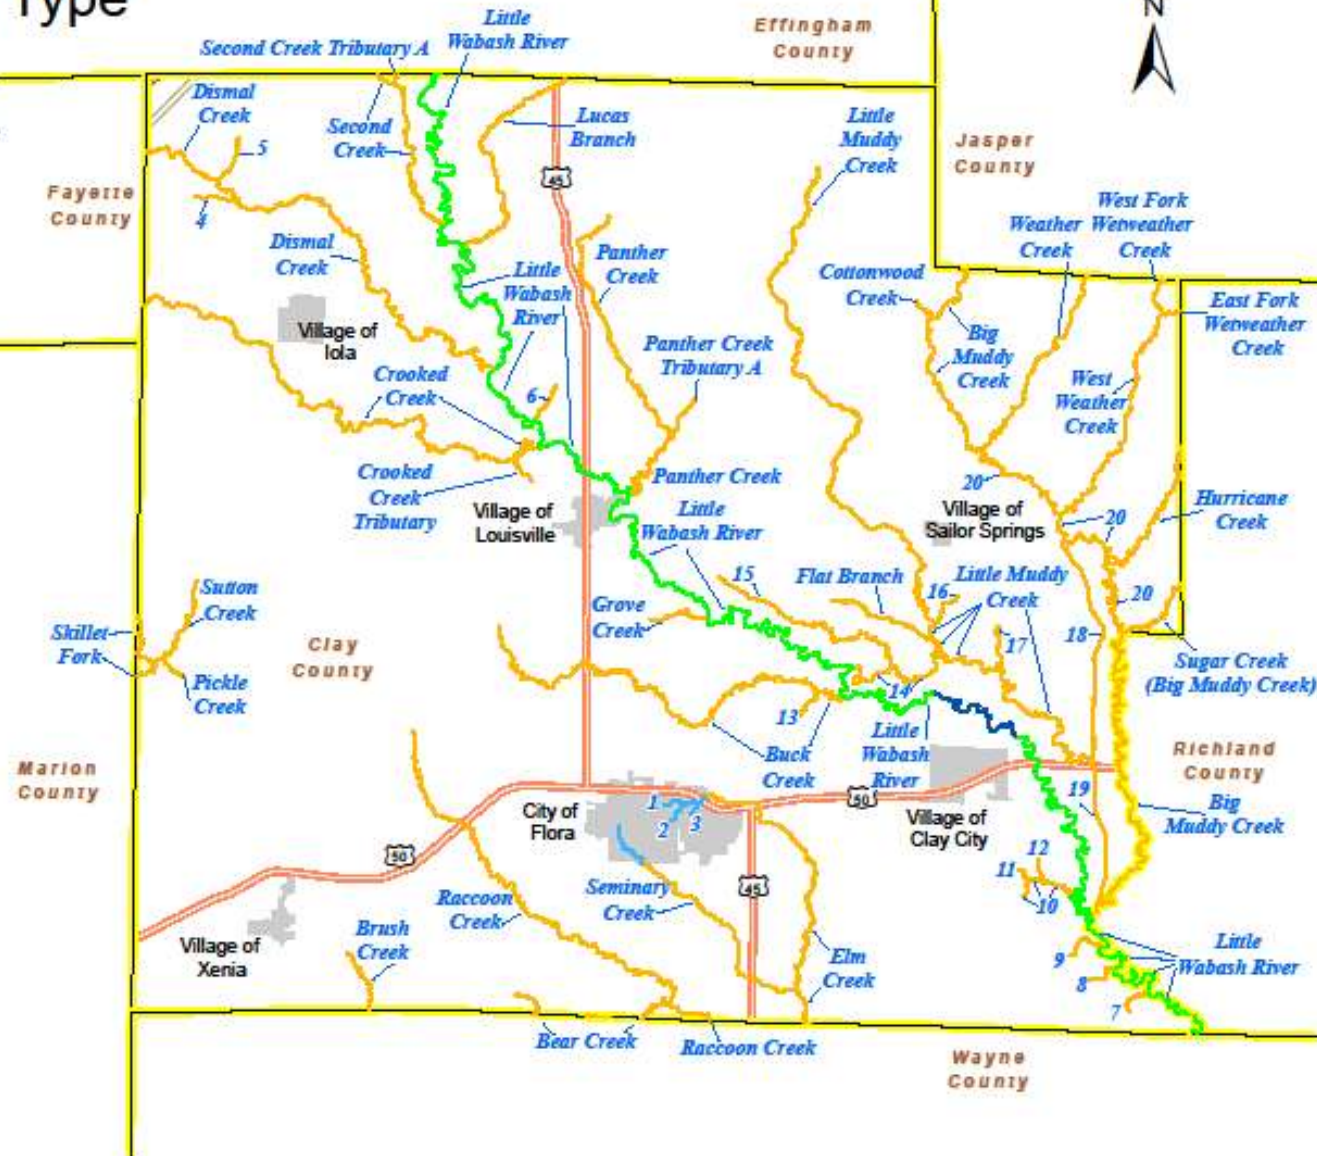 Type
N
Effingham
County
Little
Wabash River
Second Creek Tributary A
Dismal
Creek
Second
Creek
Lucas
Branch
Little
Muddy
Creek
Jasper
County
5
45
Fayette
County
4
West Fork
Wetweather
Creek
Weather
Creek
Dismal
Creek
Panther
Creek
Little
Wabash
River
Cottonwood
Creek
East Fork
Wetweather
Creek
Village of
Iola
Big
Muddy
Creek
Panther Creek
Tributary A
Crooked
Creek
6
West
Weather
Creek
Crooked
Creek
Tributary
Panther Creek
20
Village of
Louisville
Little
Wabash River
Village of
Sailor Springs
20
Hurricane
Creek
15
Flat Branch
Little Muddy
Creek
16
20
Sutton
Creek
Grove
Creek
Skillet
Fork
Clay
County
17
18
Sugar Creek
(Big Muddy Creek)
Pickle
Creek
14
13
Buck
Creek
Little
Wabash
River
Richland
County
Marion
County
19
City of
Flora
1
2
3
50
Village of
Clay City
Big
Muddy Creek
50
12
11
10
45
Raccoon
Creek
Seminary
Creek
Brush
Creek
Village of
Xenia
Elm
Creek
9
8
7
Little
Wabash River
Bear Creek
Raccoon Creek
Wayne
County